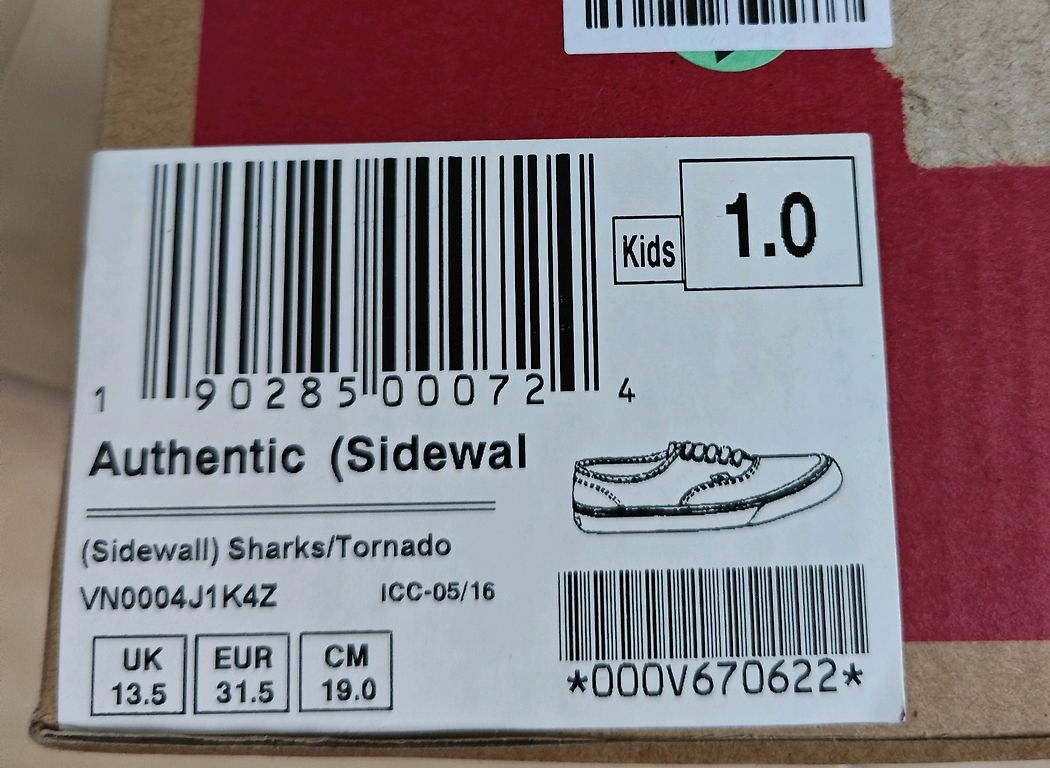 Kids
1.0
1 90285 00072 4
Authentic (Sidewal
(Sidewall) Sharks/Tornado
VN0004J1K4Z ICC-05/16
UK EUR CM
13.5 31.5 19.0
*000V670622*